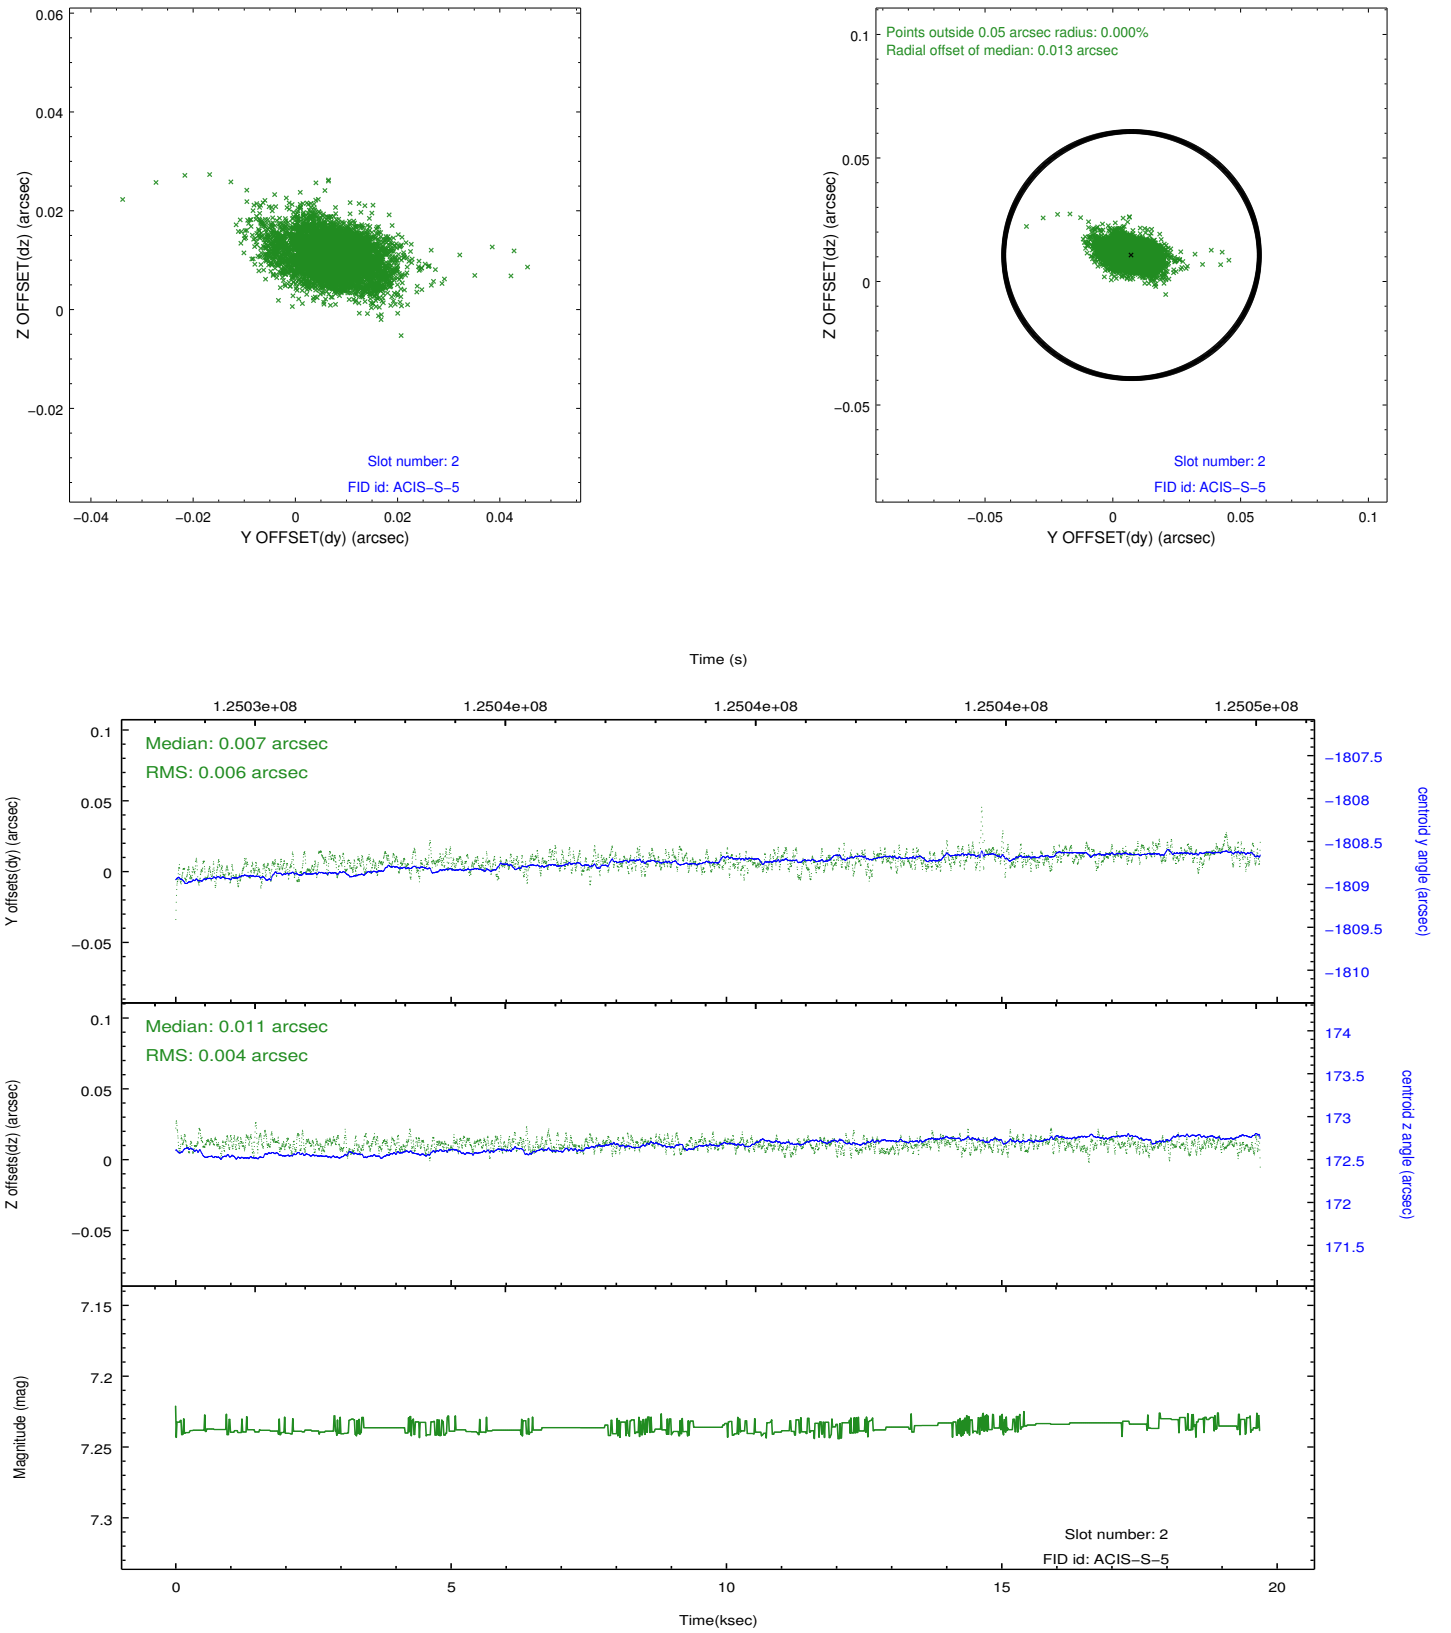 0.06
0.04
0.02
0
−0.02
−0.04
−0.02
0
0.02
0.04
Z OFFSET(dz) (arcsec)
Y OFFSET(dy) (arcsec)
Slot number: 2
FID id: ACIS−S−5
Points outside 0.05 arcsec radius: 0.000%
Radial offset of median: 0.013 arcsec
0.1
0.05
0
−0.05
−0.05
0
0.05
0.1
Z OFFSET(dz) (arcsec)
Y OFFSET(dy) (arcsec)
Slot number: 2
FID id: ACIS−S−5
Time (s)
1.2503e+08
1.2504e+08
1.2504e+08
1.2504e+08
1.2505e+08
Median: 0.007 arcsec
RMS: 0.006 arcsec
0.1
0.05
0
−0.05
Y offsets(dy) (arcsec)
−1807.5
−1808
−1808.5
−1809
−1809.5
−1810
centroid y angle (arcsec)
Median: 0.011 arcsec
RMS: 0.004 arcsec
0.1
0.05
0
−0.05
Z offsets(dz) (arcsec)
174
173.5
173
172.5
172
171.5
centroid z angle (arcsec)
7.15
7.2
7.25
7.3
Magnitude (mag)
Slot number: 2
FID id: ACIS−S−5
0
5
10
15
20
Time(ksec)